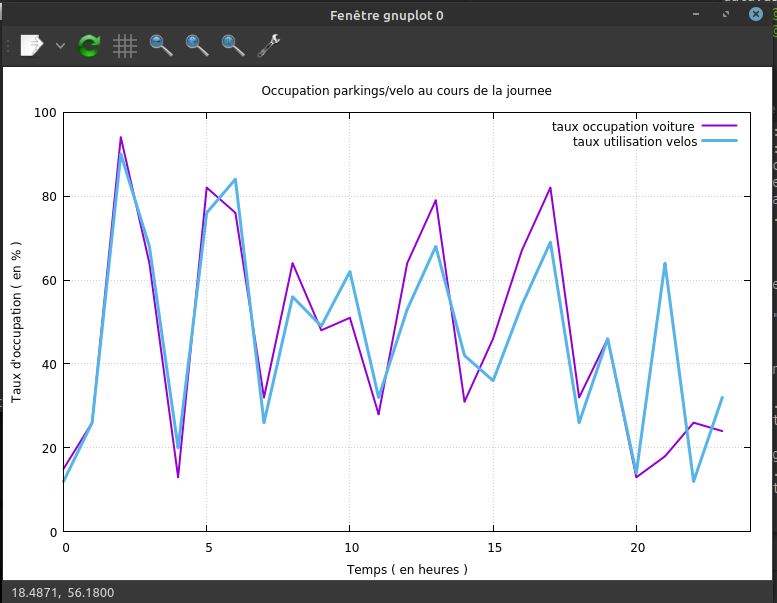 Fenêtre gnuplot 0
Occupation parkings/velo au cours de la journee
taux occupation voiture
taux utilisation velos
100
80
60
40
20
0
Taux d'occupation ( en % )
0 5 10 15 20
Temps ( en heures )
18.4871, 56.1800